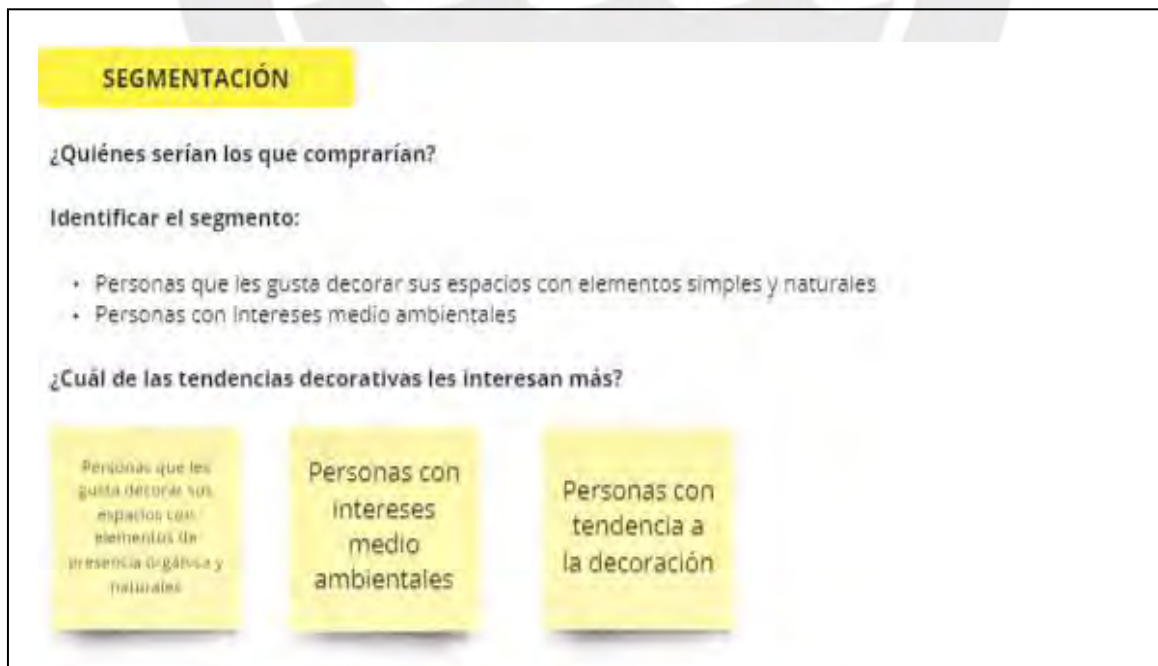 SEGMENTACIÓN
¿Quiénes serían los que comprarían?
Identificar el segmento:
• Personas que les gusta decorar sus espacios con elementos simples y naturales
• Personas con intereses medio ambientales
¿Cuál de las tendencias decorativas les interesan más?
Personas que les
gusta decorar sus
espacios con
elementos de
presencia orgánica y
naturales
Personas con
intereses
medio
ambientales
Personas con
tendencia a
la decoración